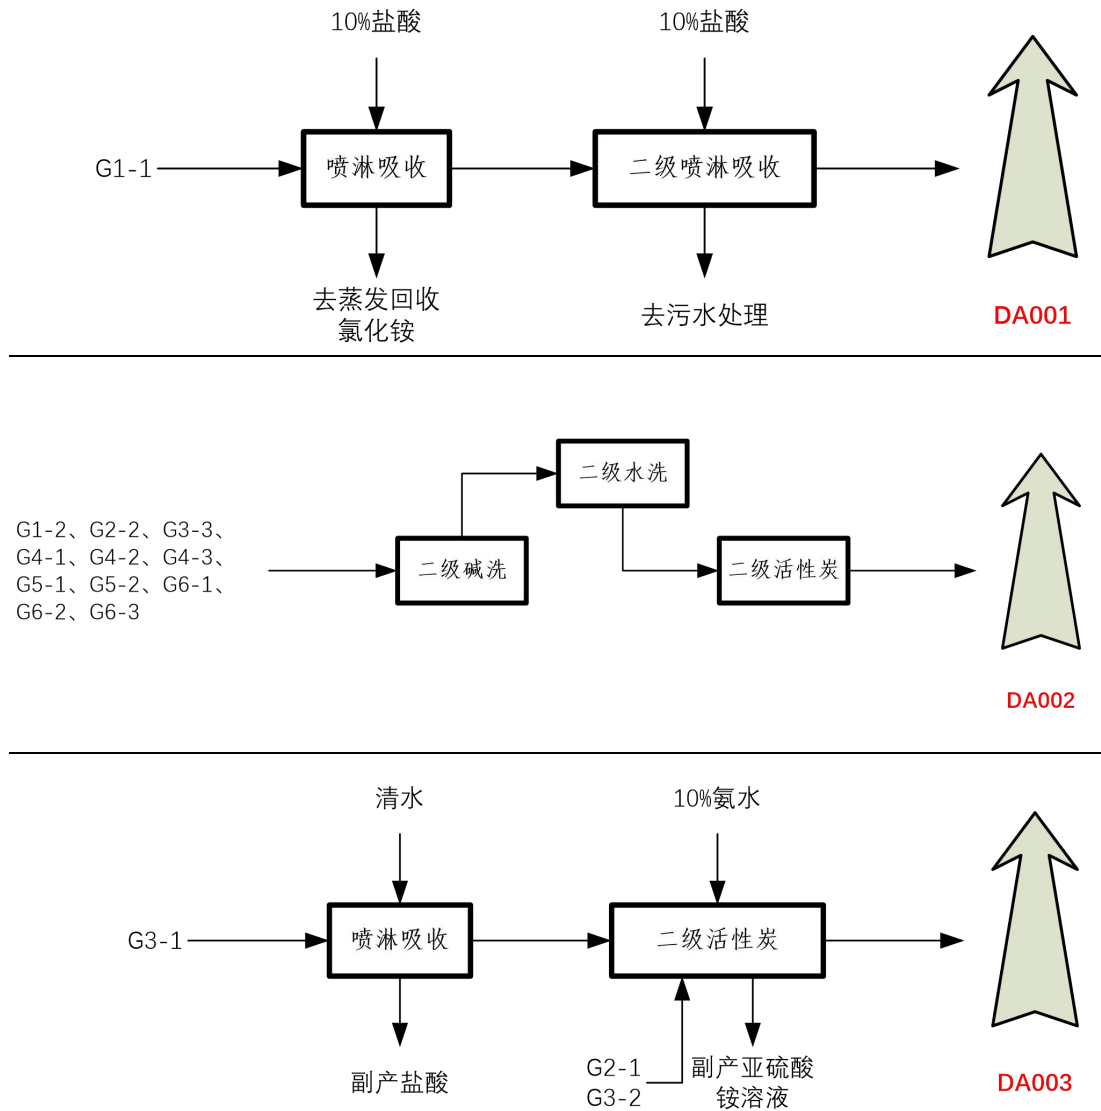 10%盐酸
10%盐酸
G1-1
喷淋吸收
二级喷淋吸收
去蒸发回收
氯化铵
去污水处理
DA001
二级水洗
G1-2、G2-2、G3-3、
G4-1、G4-2、G4-3、
G5-1、G5-2、G6-1、
G6-2、G6-3
二级碱洗
二级活性炭
DA002
清水
10%氨水
G3-1
喷淋吸收
二级活性炭
副产盐酸
G2-1
G3-2
副产亚硫酸
铵溶液
DA003